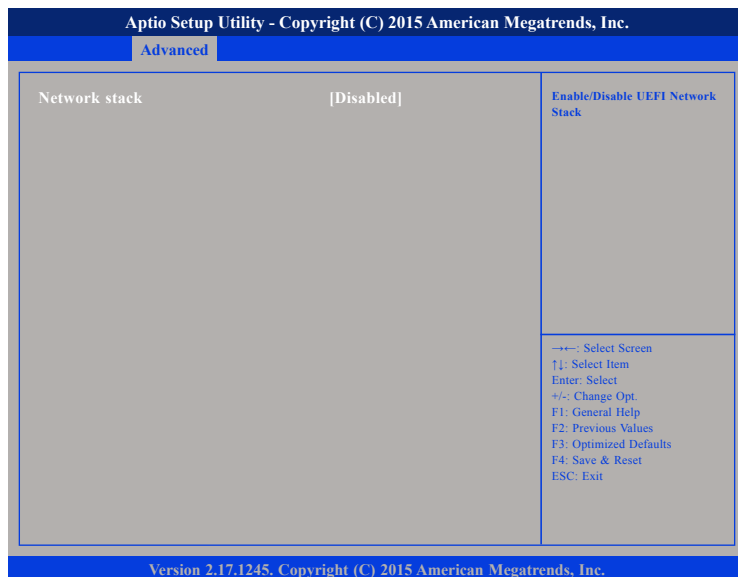 Aptio Setup Utility - Copyright (C) 2015 American Megatrends, Inc.
Advanced
Network stack [Disabled]
Enable/Disable UEFI Network
Stack
→←: Select Screen
↑↓: Select Item
Enter: Select
+/-: Change Opt.
F1: General Help
F2: Previous Values
F3: Optimized Defaults
F4: Save & Reset
ESC: Exit
Version 2.17.1245. Copyright (C) 2015 American Megatrends, Inc.